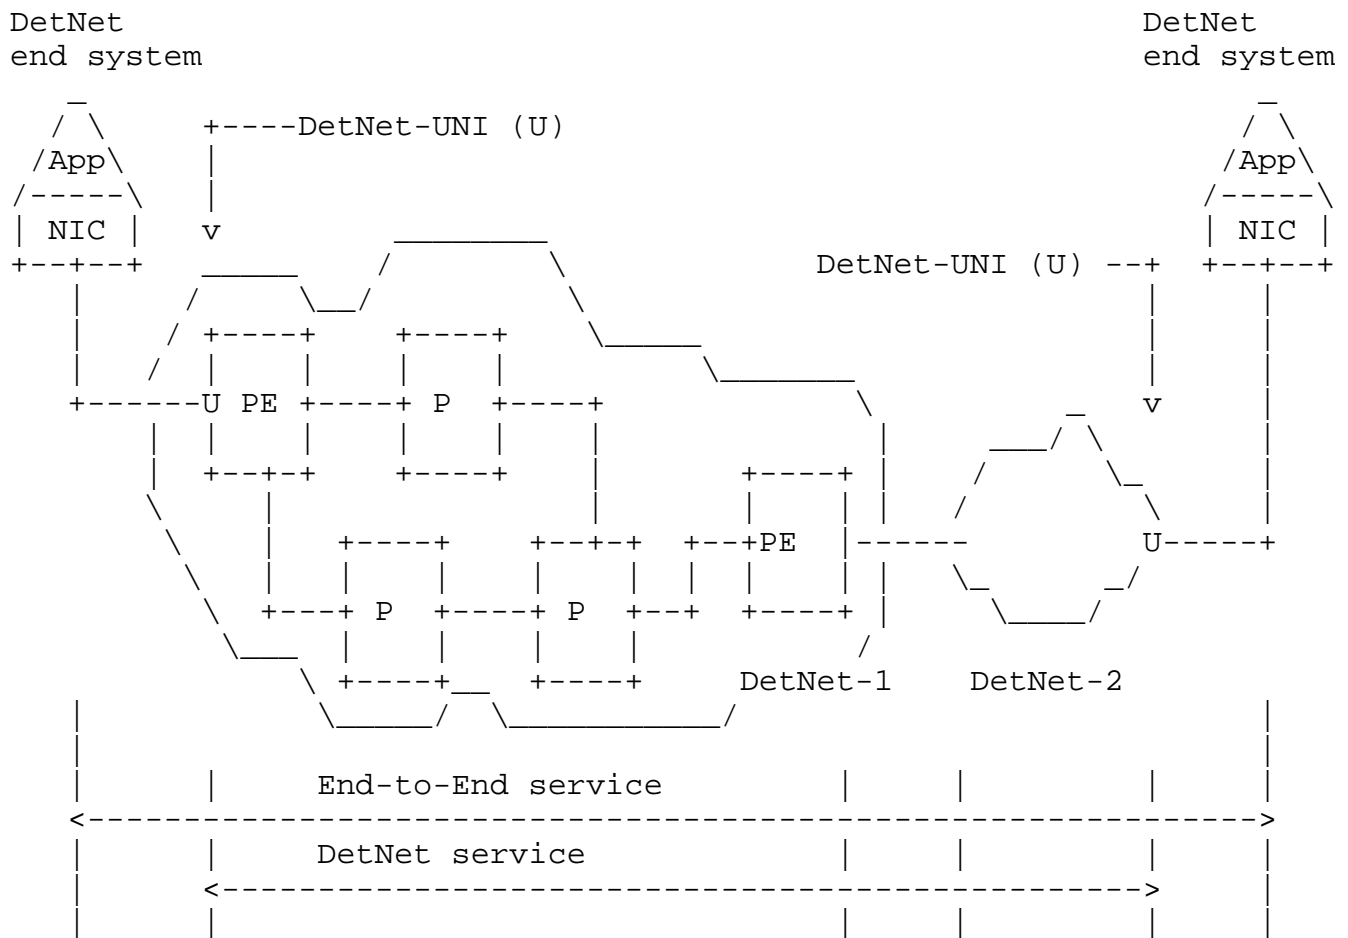 DetNet DetNet
end system end system
+----DetNet-UNI (U)
App App
NIC NIC
v
DetNet-UNI (U) --+
U PE P
v
PE U
P P
DetNet-1 DetNet-2
End-to-End service
DetNet service